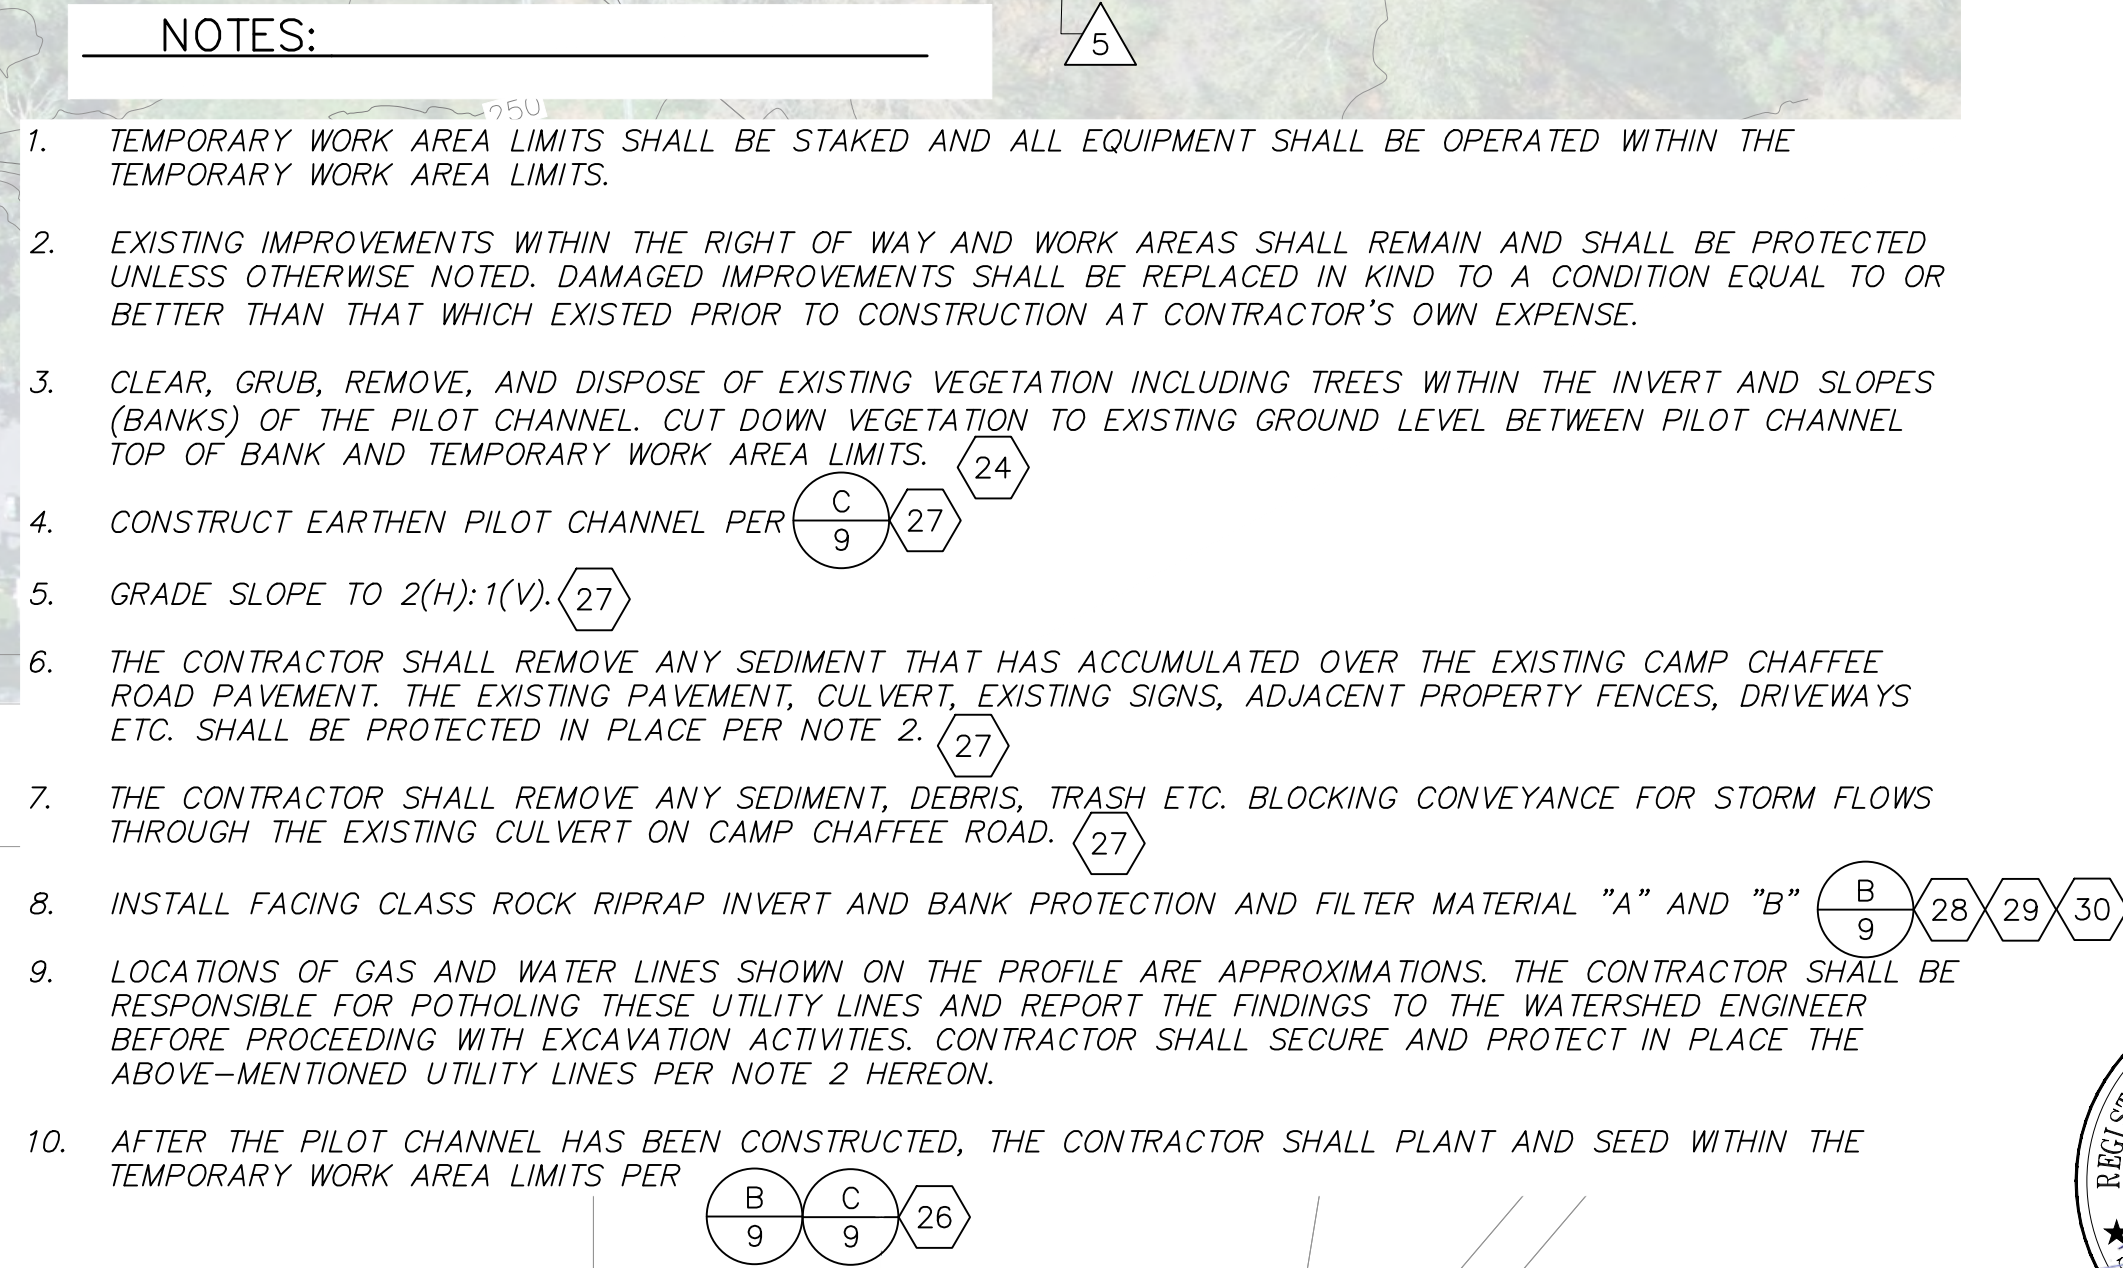 NOTES:
5
250
1. TEMPORARY WORK AREA LIMITS SHALL BE STAKED AND ALL EQUIPMENT SHALL BE OPERATED WITHIN THE
TEMPORARY WORK AREA LIMITS.
2. EXISTING IMPROVEMENTS WITHIN THE RIGHT OF WAY AND WORK AREAS SHALL REMAIN AND SHALL BE PROTECTED
UNLESS OTHERWISE NOTED. DAMAGED IMPROVEMENTS SHALL BE REPLACED IN KIND TO A CONDITION EQUAL TO OR
BETTER THAN THAT WHICH EXISTED PRIOR TO CONSTRUCTION AT CONTRACTOR'S OWN EXPENSE.
3. CLEAR, GRUB, REMOVE, AND DISPOSE OF EXISTING VEGETATION INCLUDING TREES WITHIN THE INVERT AND SLOPES
(BANKS) OF THE PILOT CHANNEL. CUT DOWN VEGETATION TO EXISTING GROUND LEVEL BETWEEN PILOT CHANNEL
TOP OF BANK AND TEMPORARY WORK AREA LIMITS. 24
4. CONSTRUCT EARTHEN PILOT CHANNEL PER C 9 27
5. GRADE SLOPE TO 2(H):1(V). 27
6. THE CONTRACTOR SHALL REMOVE ANY SEDIMENT THAT HAS ACCUMULATED OVER THE EXISTING CAMP CHAFFEE
ROAD PAVEMENT. THE EXISTING PAVEMENT, CULVERT, EXISTING SIGNS, ADJACENT PROPERTY FENCES, DRIVEWAYS
ETC. SHALL BE PROTECTED IN PLACE PER NOTE 2. 27
7. THE CONTRACTOR SHALL REMOVE ANY SEDIMENT, DEBRIS, TRASH ETC. BLOCKING CONVEYANCE FOR STORM FLOWS
THROUGH THE EXISTING CULVERT ON CAMP CHAFFEE ROAD. 27
8. INSTALL FACING CLASS ROCK RIPRAP INVERT AND BANK PROTECTION AND FILTER MATERIAL "A" AND "B" B 9 28 29 30
9. LOCATIONS OF GAS AND WATER LINES SHOWN ON THE PROFILE ARE APPROXIMATIONS. THE CONTRACTOR SHALL BE
RESPONSIBLE FOR POTHOLING THESE UTILITY LINES AND REPORT THE FINDINGS TO THE WATERSHED ENGINEER
BEFORE PROCEEDING WITH EXCAVATION ACTIVITIES. CONTRACTOR SHALL SECURE AND PROTECT IN PLACE THE
ABOVE-MENTIONED UTILITY LINES PER NOTE 2 HEREON.
10. AFTER THE PILOT CHANNEL HAS BEEN CONSTRUCTED, THE CONTRACTOR SHALL PLANT AND SEED WITHIN THE
TEMPORARY WORK AREA LIMITS PER B 9 C 9 26